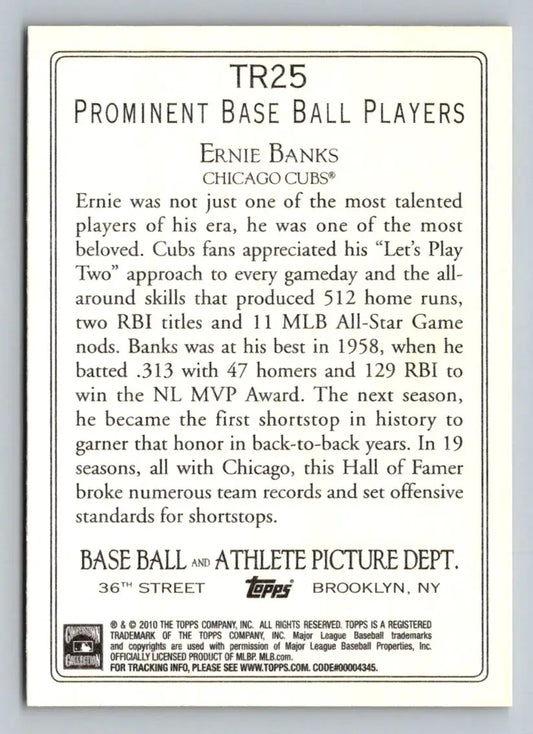 TR25
PROMINENT BASE BALL PLAYERS
ERNIE BANKS
CHICAGO CUBS®
Ernie was not just one of the most talented
players of his era, he was one of the most
beloved. Cubs fans appreciated his “Let’s Play
Two” approach to every gameday and the all-
around skills that produced 512 home runs,
two RBI titles and 11 MLB All-Star Game
nods. Banks was at his best in 1958, when he
batted .313 with 47 homers and 129 RBI to
win the NL MVP Award. The next season,
he became the first shortstop in history to
garner that honor in back-to-back years. In 19
seasons, all with Chicago, this Hall of Famer
broke numerous team records and set offensive
standards for shortstops.
BASE BALL AND ATHLETE PICTURE DEPT.
36TH STREET Topps® BROOKLYN, NY
® & © 2010 THE TOPPS COMPANY, INC. ALL RIGHTS RESERVED. TOPPS IS A REGISTERED
TRADEMARK OF THE TOPPS COMPANY, INC. Major League Baseball trademarks
and copyrights are used with permission of Major League Baseball Properties, Inc.
OFFICIALLY LICENSED PRODUCT OF MLBP. MLB.com.
FOR TRACKING INFO, PLEASE SEE WWW.TOPPS.COM. CODE#00004345.
COOPERSTOWN
COLLECTION